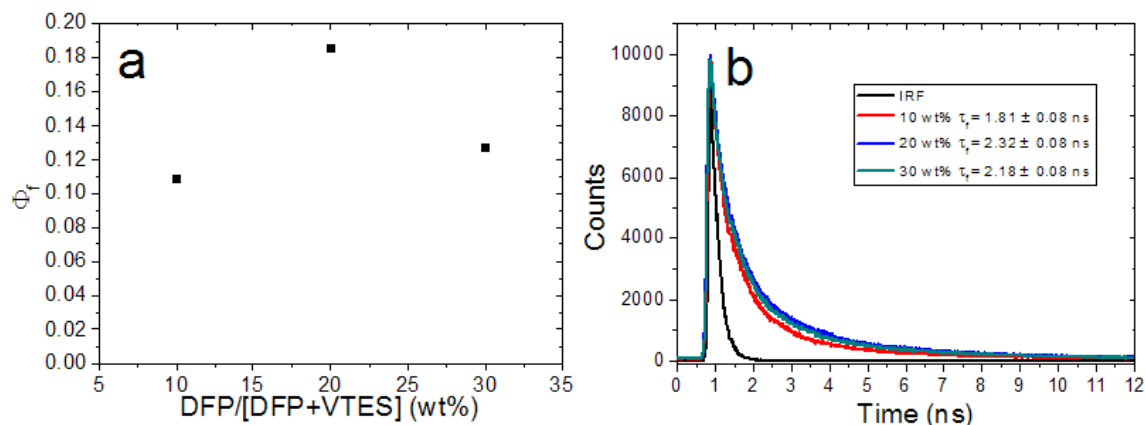 a
0.20
0.18
0.16
0.14
0.12
0.10
0.08
0.06
0.04
0.02
0.00
Φf
5 10 15 20 25 30 35
DFP/[DFP+VTES] (wt%)
b
10000
8000
6000
4000
2000
0
Counts
IRF
10 wt% τf = 1.81 ± 0.08 ns
20 wt% τf = 2.32 ± 0.08 ns
30 wt% τf = 2.18 ± 0.08 ns
0 1 2 3 4 5 6 7 8 9 10 11 12
Time (ns)